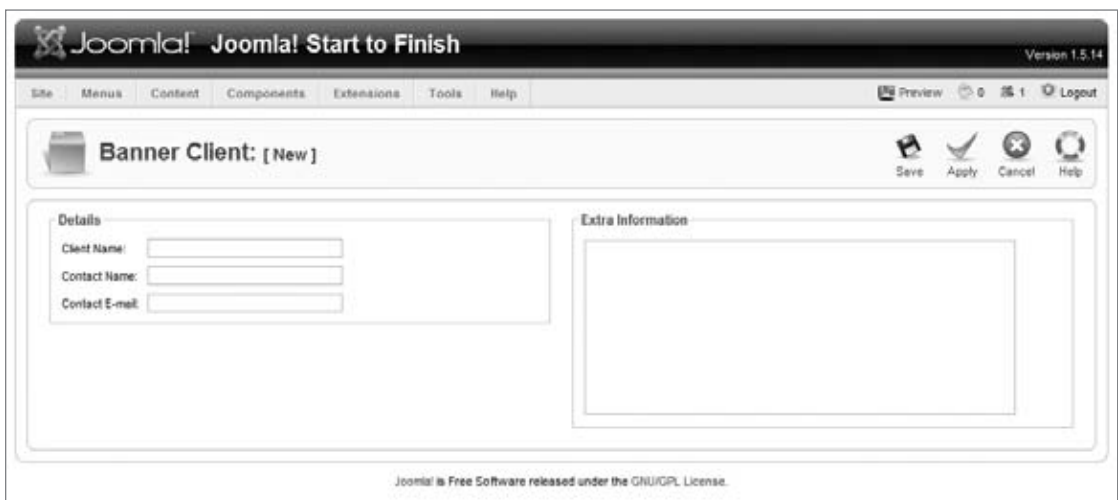 Joomla! Joomla! Start to Finish
Version 1.5.14
Site Menus Content Components Extensions Tools Help Preview 0 1 Logout
Banner Client: [ New ]
Save Apply Cancel Help
Details
Client Name:
Contact Name:
Contact E-mail:
Extra Information
Joomla! is Free Software released under the GNU/GPL License.